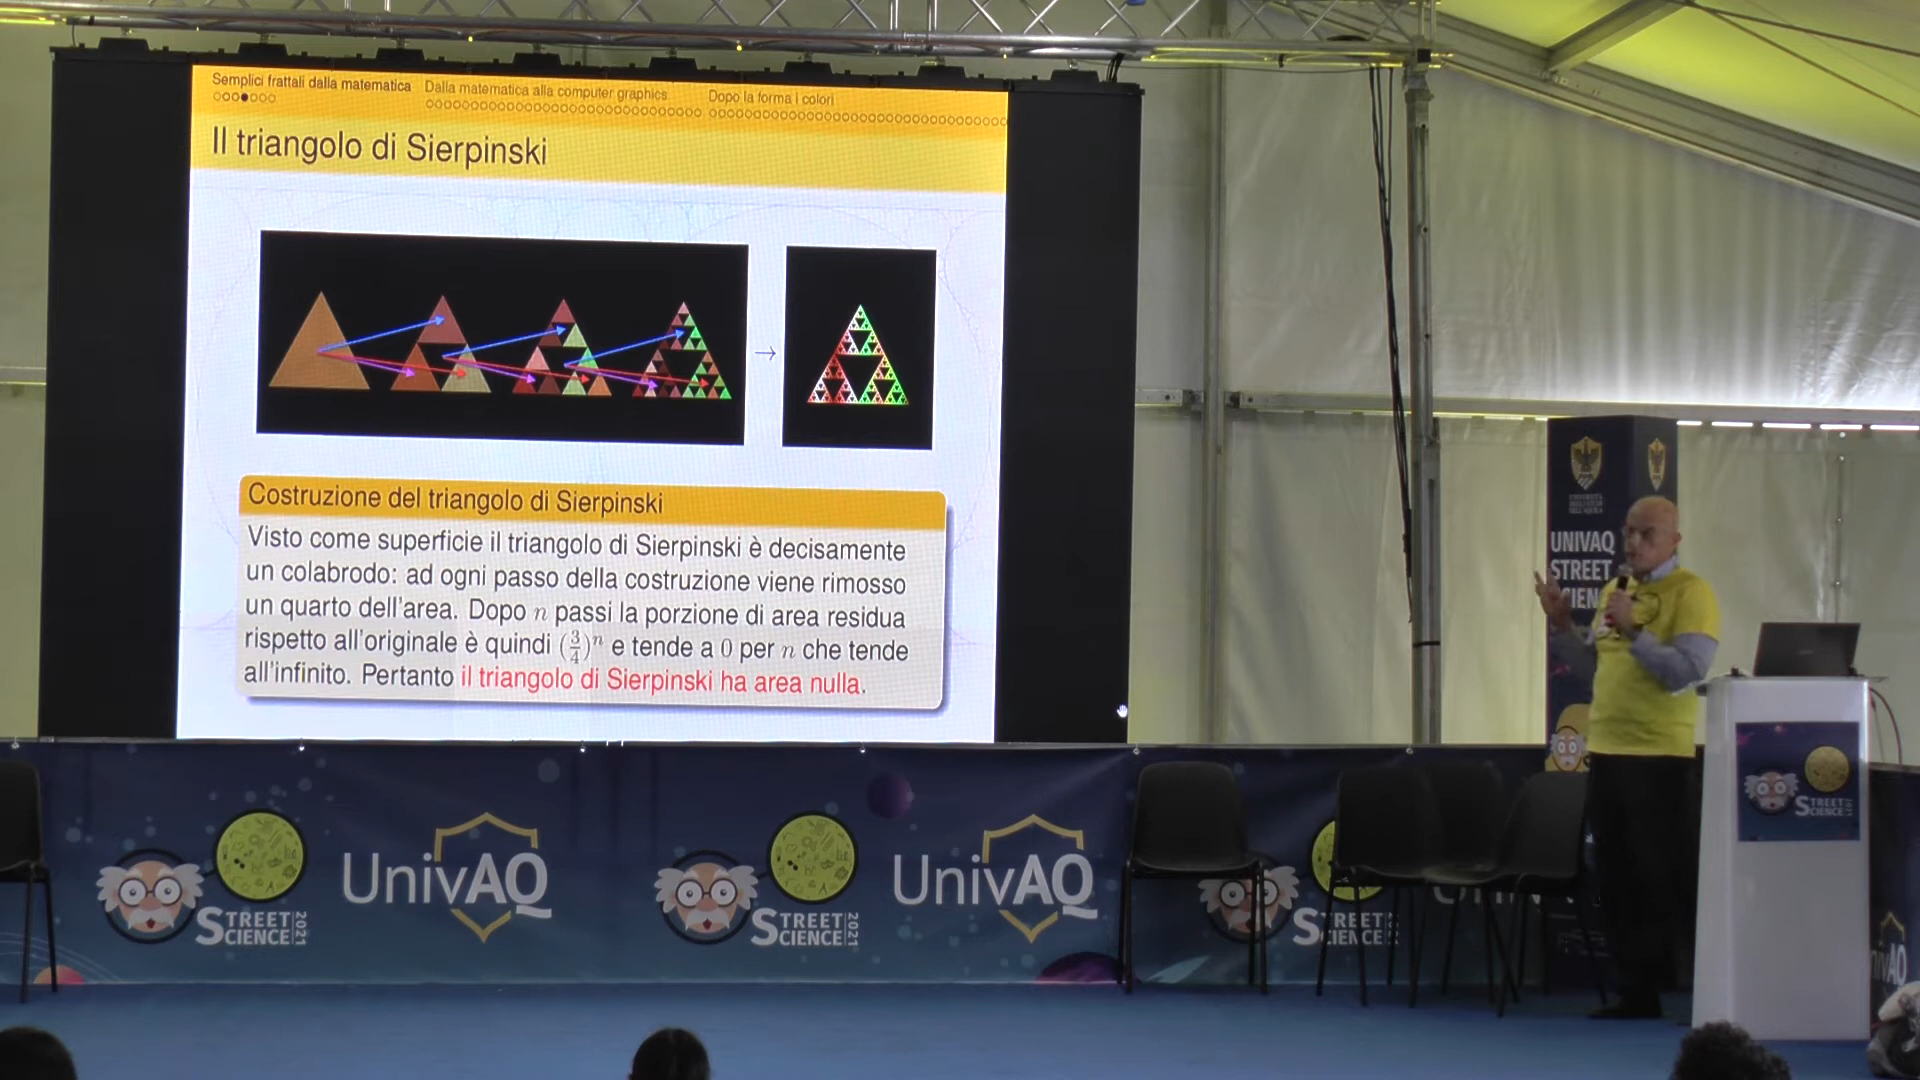 Semplici frattali dalla matematica
Dalla matematica alla computer graphics
Dopo la forma i colori
Il triangolo di Sierpinski
→
Costruzione del triangolo di Sierpinski
Visto come superficie il triangolo di Sierpinski è decisamente
un colabrodo: ad ogni passo della costruzione viene rimosso
un quarto dell'area. Dopo n passi la porzione di area residua
rispetto all'originale è quindi (3/4)^n e tende a 0 per n che tende
all'infinito. Pertanto il triangolo di Sierpinski ha area nulla.
UNIVAQ
STREET
STREET
SCIENCE 2021
UnivAQ
STREET
SCIENCE 2021
UnivAQ
STREET
SCIENCE
STREET
SCIENCE